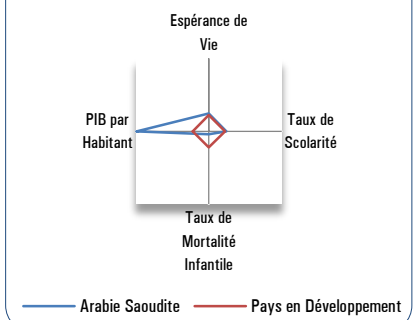 Espérance de
Vie
PIB par
Habitant
Taux de
Scolarité
Taux de
Mortalité
Infantile
Arabie Saoudite
Pays en Développement